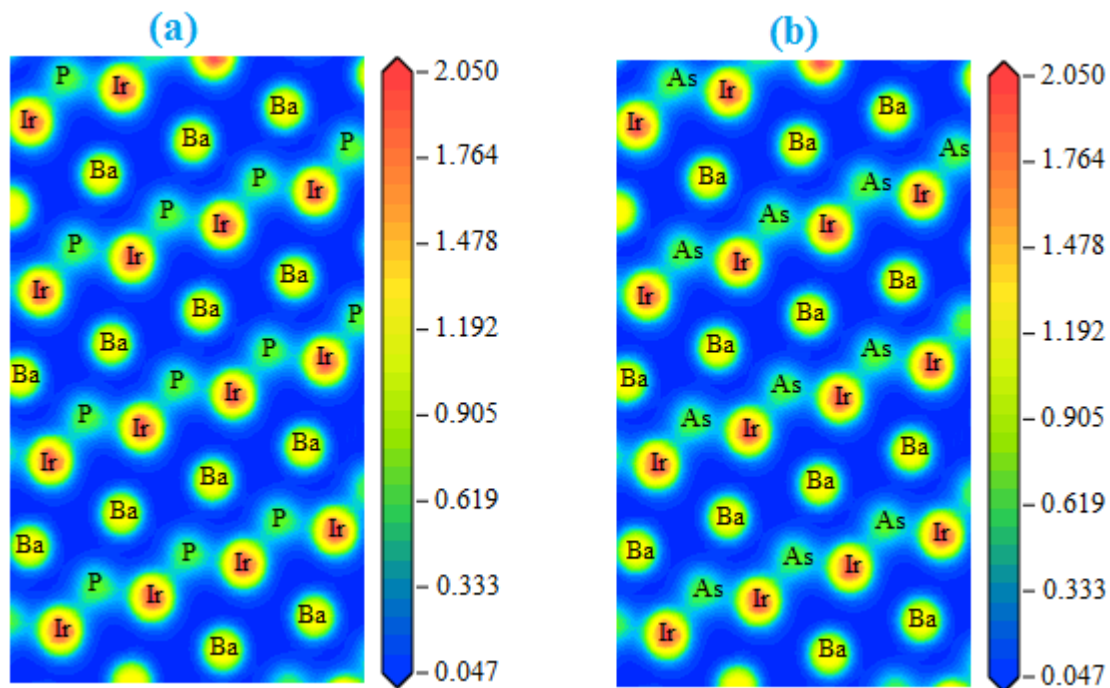 (a)
P Ir
Ba
Ir
Ba P
Ba P Ir
P Ir
P Ir
Ba
Ir
Ba P
Ba P Ir
Ba P Ir
P Ir
Ba
Ir
Ba
Ba P Ir
Ba P Ir
P Ir
Ba
Ir
Ba
2.050
1.764
1.478
1.192
0.905
0.619
0.333
0.047
(b)
As Ir
Ba
Ir
Ba As
Ba As Ir
As Ir
As Ir
Ba
Ir
Ba
Ba As Ir
Ba As Ir
As Ir
Ba
Ir
Ba
Ba As Ir
Ba As Ir
As Ir
Ba
Ir
Ba
2.050
1.764
1.478
1.192
0.905
0.619
0.333
0.047